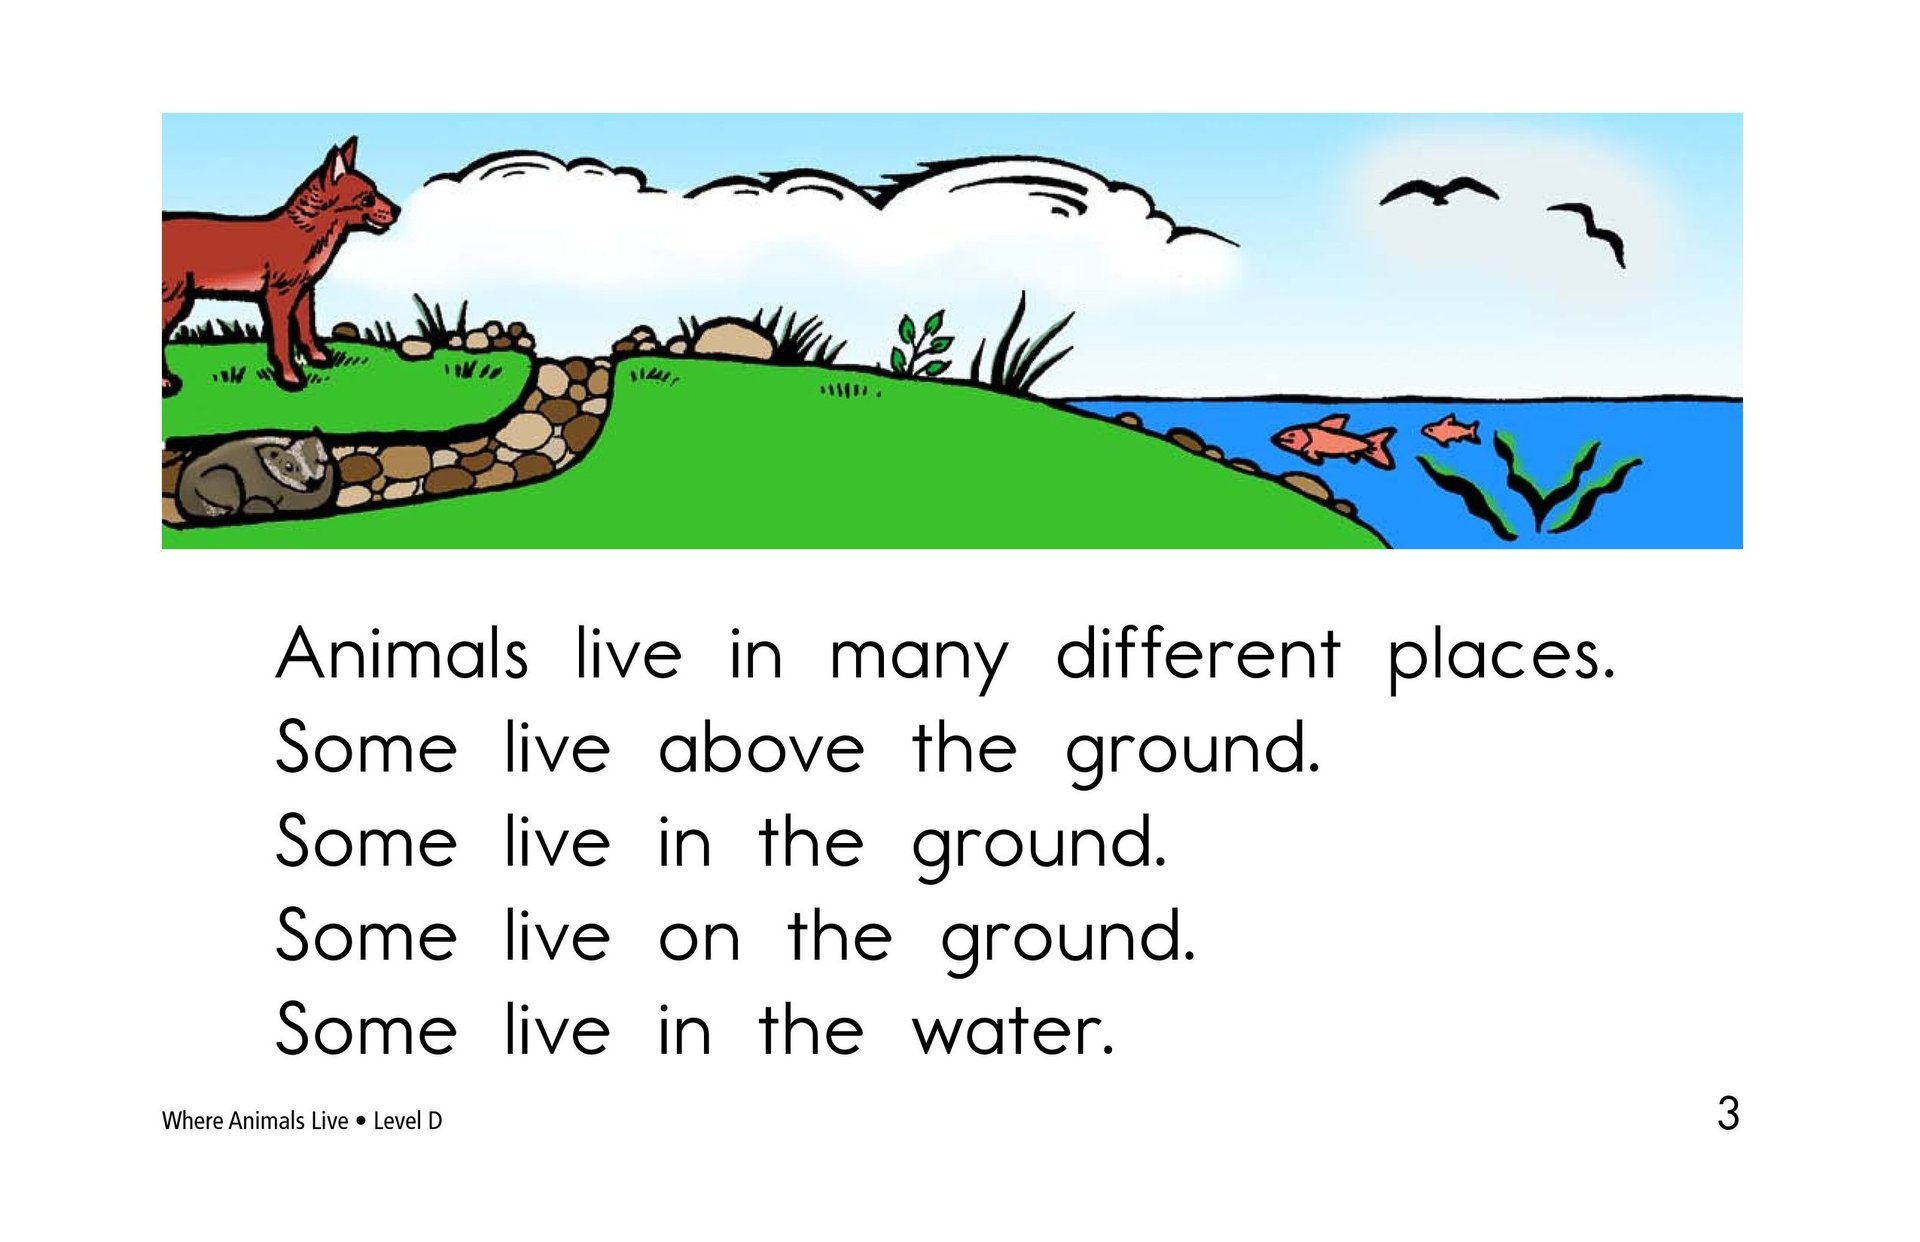 Animals live in many different places.
Some live above the ground.
Some live in the ground.
Some live on the ground.
Some live in the water.
Where Animals Live • Level D
3